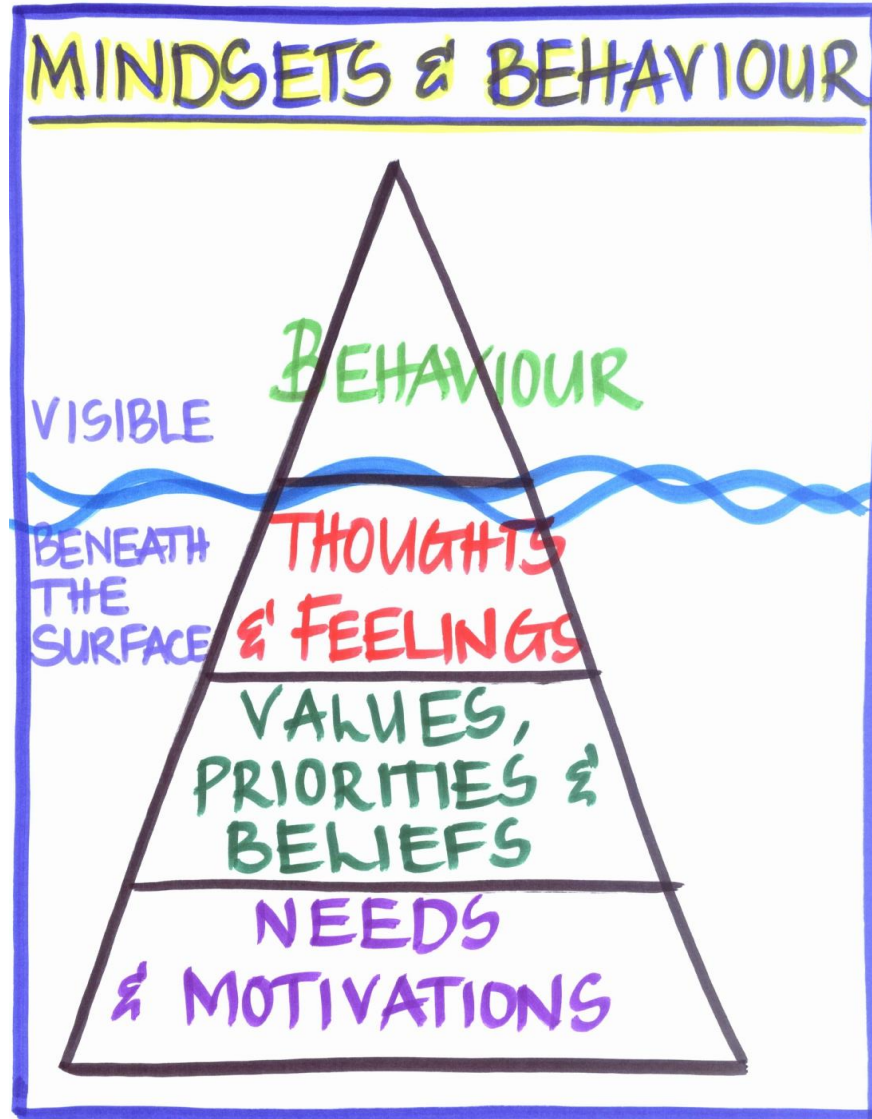 MINDSETS & BEHAVIOUR
BEHAVIOUR
VISIBLE
BENEATH
THE
SURFACE
THOUGHTS
& FEELINGS
VALUES,
PRIORITIES &
BELIEFS
NEEDS
& MOTIVATIONS